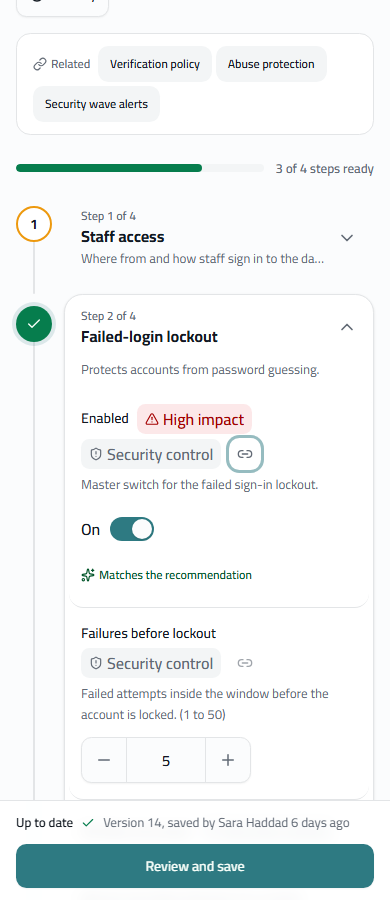 Related Verification policy Abuse protection
Security wave alerts
3 of 4 steps ready
1
Step 1 of 4
Staff access
Where from and how staff sign in to the da...
Step 2 of 4
Failed-login lockout
Protects accounts from password guessing.
Enabled High impact
Security control
Master switch for the failed sign-in lockout.
On
Matches the recommendation
Failures before lockout
Security control
Failed attempts inside the window before the
account is locked. (1 to 50)
5
Up to date Version 14, saved by Sara Haddad 6 days ago
Review and save